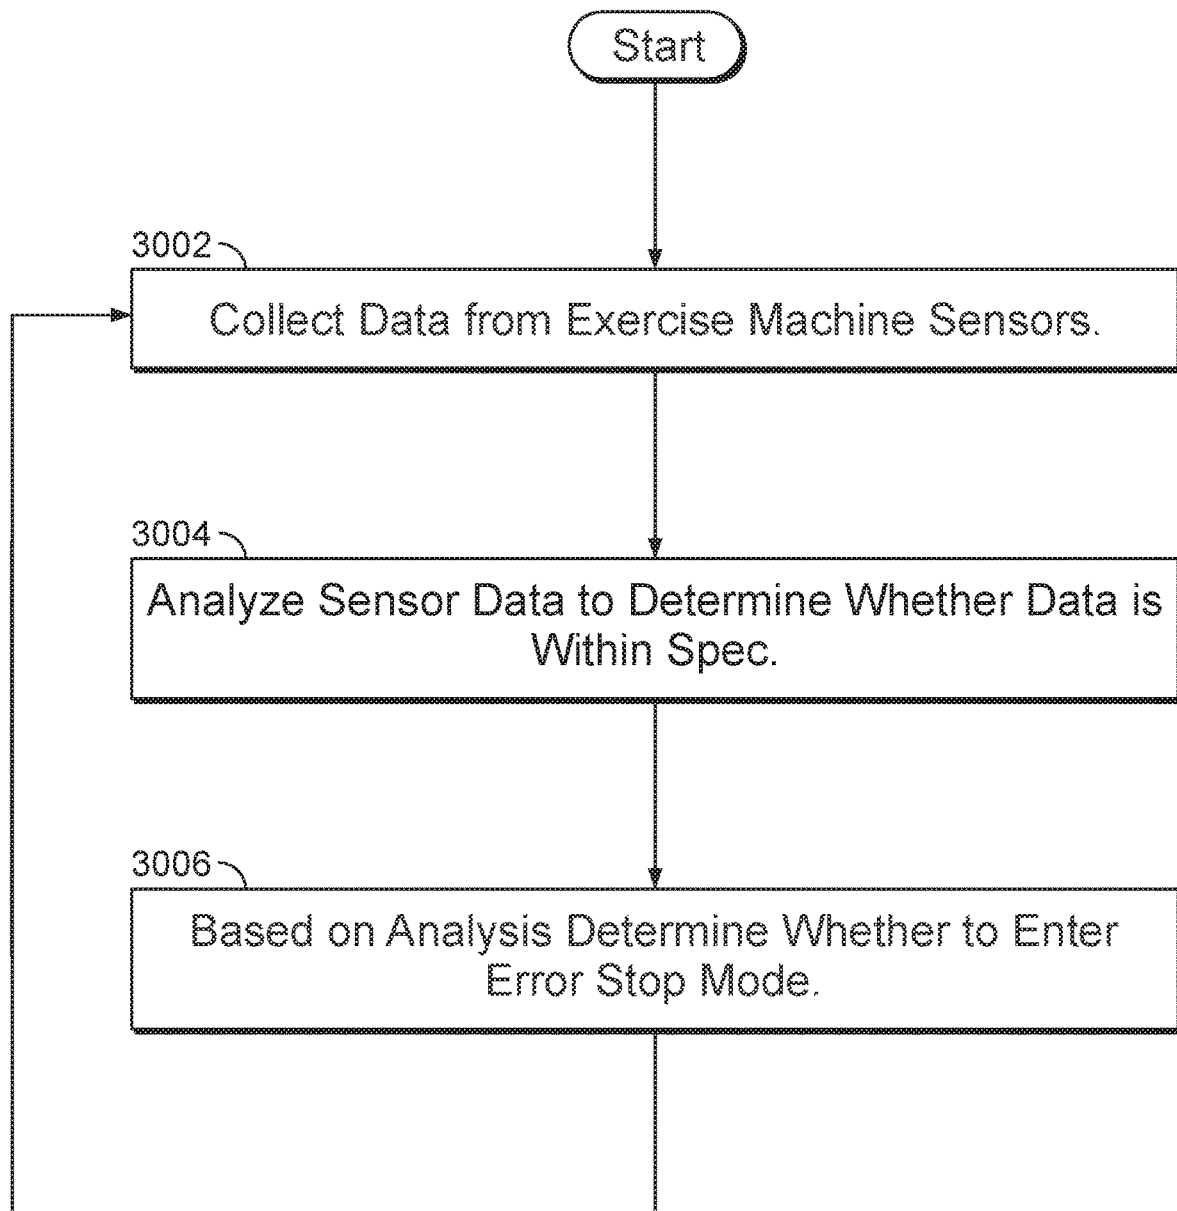 Start
3002
Collect Data from Exercise Machine Sensors.
3004
Analyze Sensor Data to Determine Whether Data is
Within Spec.
3006
Based on Analysis Determine Whether to Enter
Error Stop Mode.